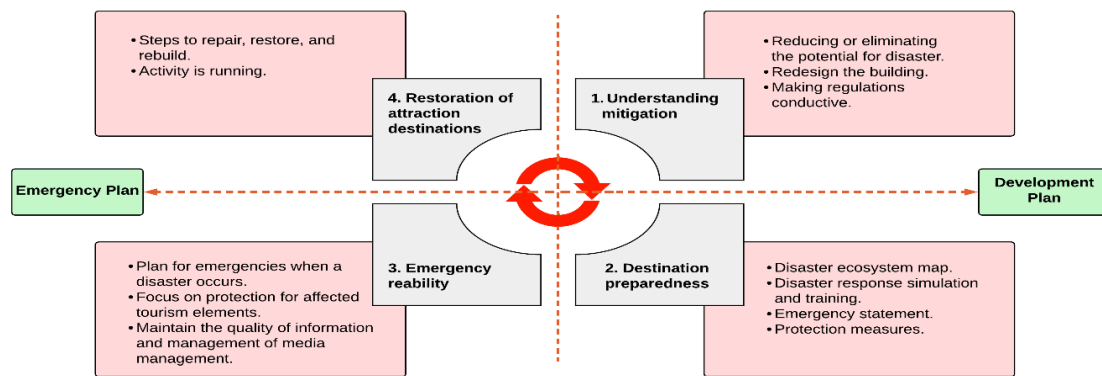 • Steps to repair, restore, and
rebuild.
• Activity is running.
4. Restoration of
attraction
destinations
• Reducing or eliminating
the potential for disaster.
• Redesign the building.
• Making regulations
conductive.
1. Understanding
mitigation
Emergency Plan
Development
Plan
3. Emergency
reability
• Plan for emergencies when a
disaster occurs.
• Focus on protection for affected
tourism elements.
• Maintain the quality of information
and management of media
management.
2. Destination
preparedness
• Disaster ecosystem map.
• Disaster response simulation
and training.
• Emergency statement.
• Protection measures.